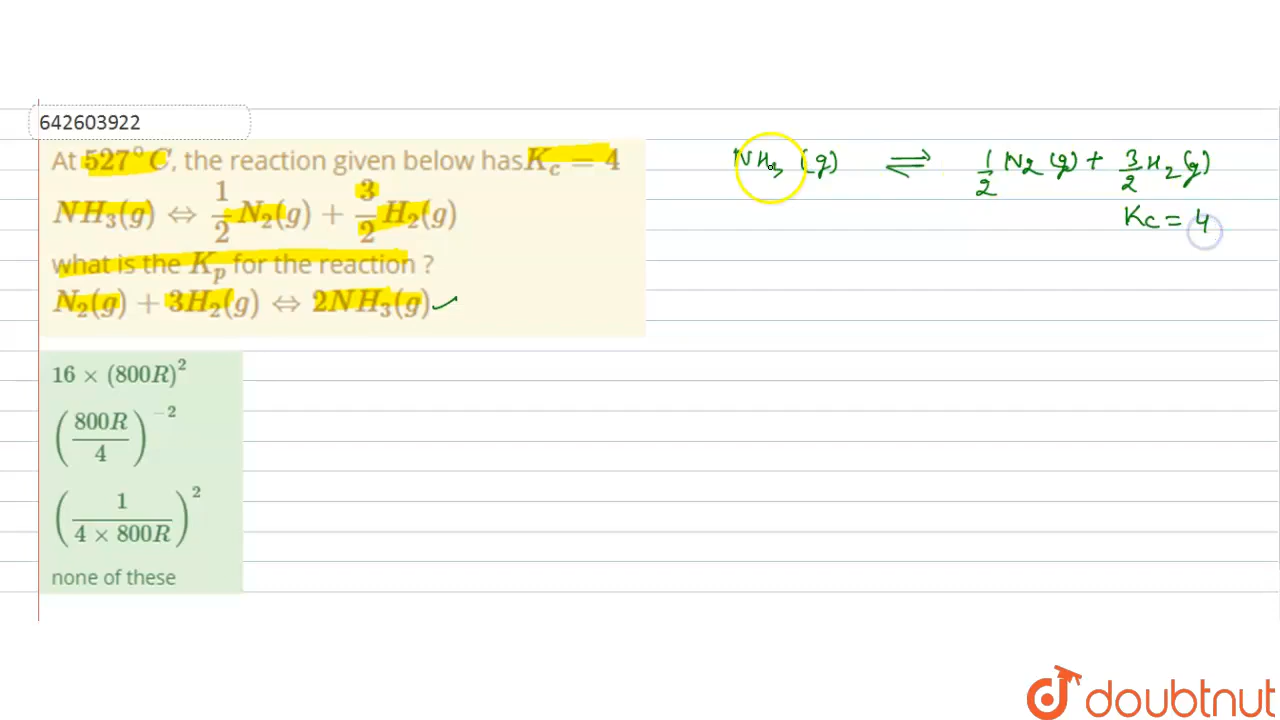 642603922
At 527°C, the reaction given below has K_c = 4
NH_3(g) ⇔ 1/2 N_2(g) + 3/2 H_2(g)
what is the K_p for the reaction ?
N_2(g) + 3H_2(g) ⇔ 2NH_3(g)
16 × (800R)^2
(800R/4)^-2
(1/(4 × 800R))^2
none of these
NH_3 (g) ⇌ 1/2 N_2 (g) + 3/2 H_2 (g)
Kc = 4
doubtnut